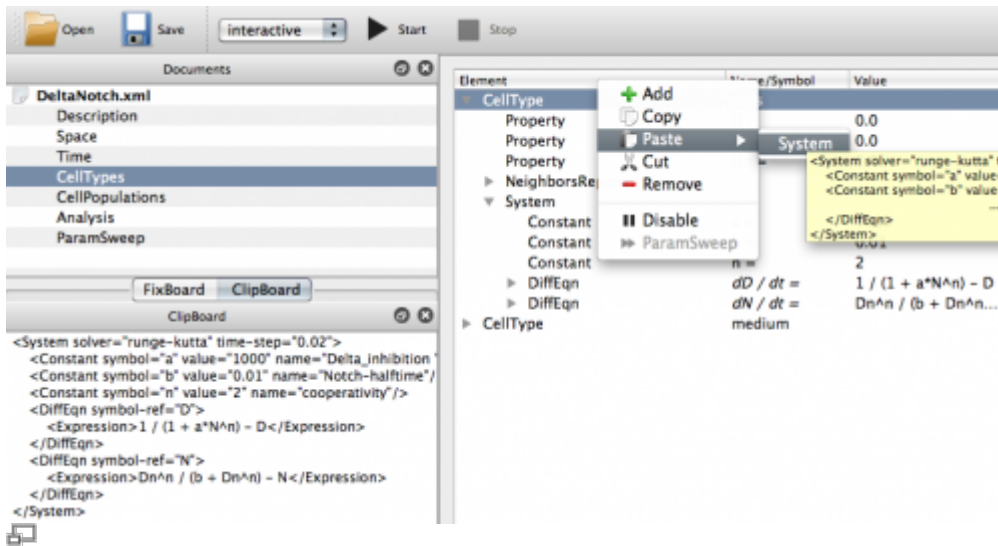 Open Save interactive Start Stop
Documents
DeltaNotch.xml
Description
Space
Time
CellTypes
CellPopulations
Analysis
ParamSweep
FixBoard ClipBoard
ClipBoard
<System solver="runge-kutta" time-step="0.02">
<Constant symbol="a" value="1000" name="Delta_inhibition
<Constant symbol="b" value="0.01" name="Notch-halftime"/
<Constant symbol="n" value="2" name="cooperativity"/>
<DiffEqn symbol-ref="D">
<Expression>1 / (1 + a*N^n) - D</Expression>
</DiffEqn>
<DiffEqn symbol-ref="N">
<Expression>Dn^n / (b + Dn^n) - N</Expression>
</DiffEqn>
</System>
Element Name/Symbol Value
CellType
Property 0.0
Property 0.0
Property
NeighborsRe
System
Constant
Constant 0.01
Constant n = 2
DiffEqn dD / dt = 1 / (1 + a*N^n) - D
DiffEqn dN / dt = Dn^n / (b + Dn^n...
CellType medium
Add
Copy
Paste System
Cut
Remove
Disable
ParamSweep
<System solver="runge-kutta"
<Constant symbol="a" value
<Constant symbol="b" value
...
</DiffEqn>
</System>